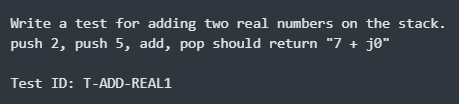 Write a test for adding two real numbers on the stack.
push 2, push 5, add, pop should return "7 + j0"
Test ID: T-ADD-REAL1